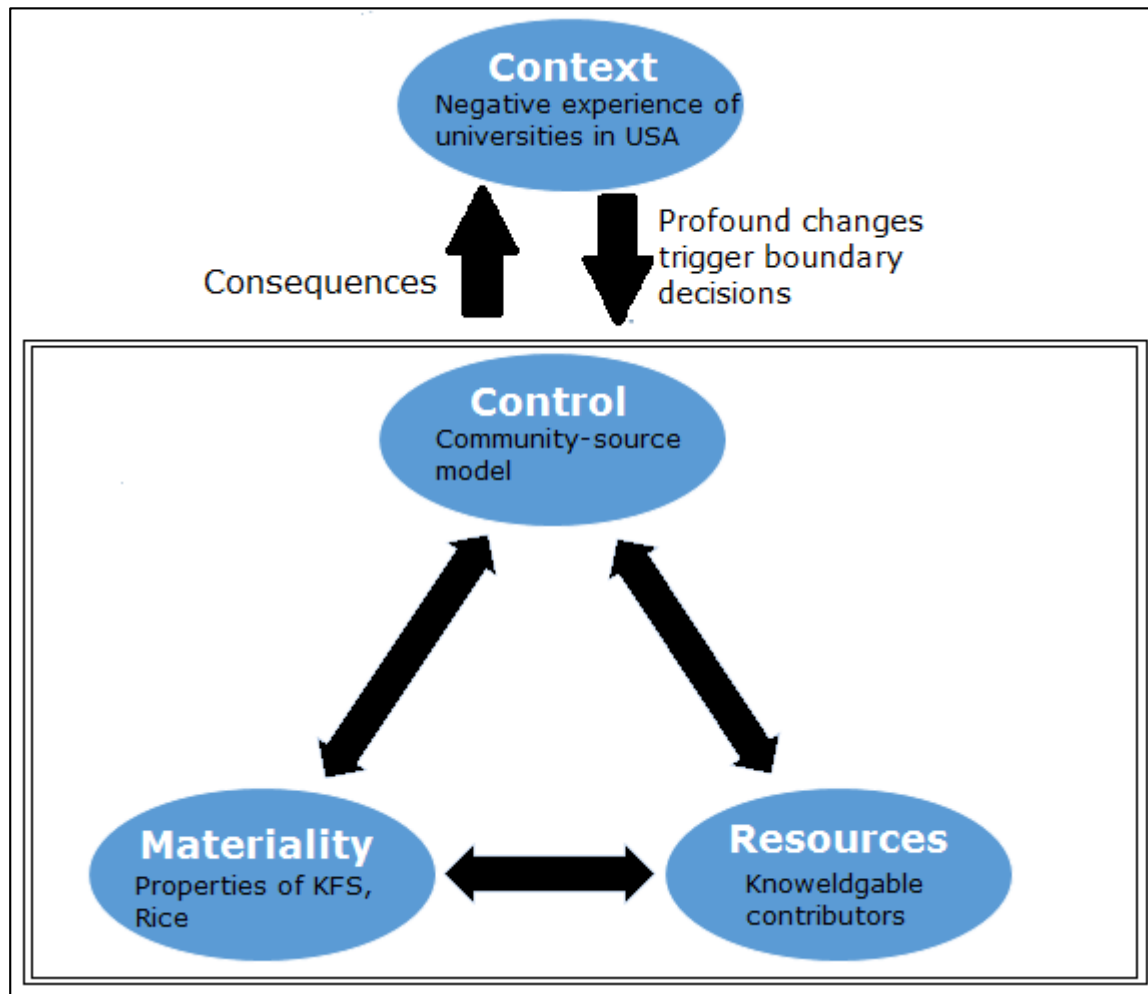 Context
Negative experience of
universities in USA
Consequences
Profound changes
trigger boundary
decisions
Control
Community-source
model
Materiality
Properties of KFS,
Rice
Resources
Knoweldgable
contributors